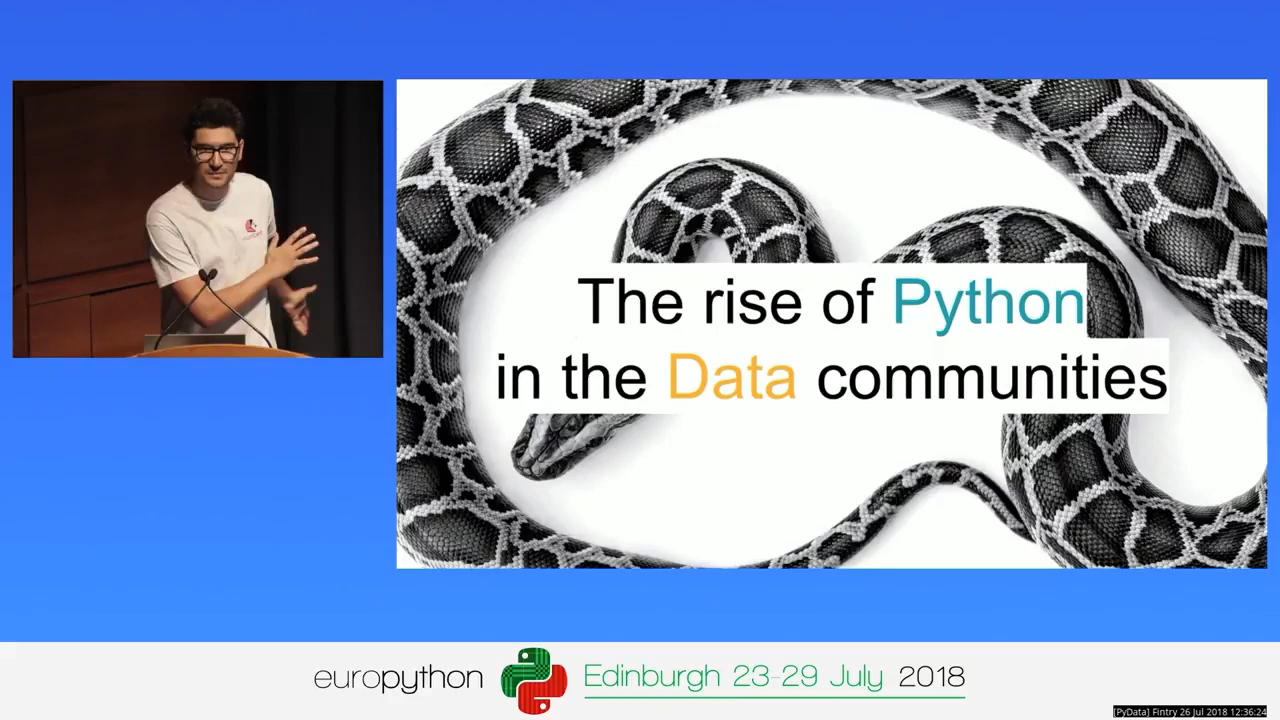 The rise of Python
in the Data communities
europython Edinburgh 23-29 July 2018
[PyData] Fintry 26 Jul 2018 12:36:24